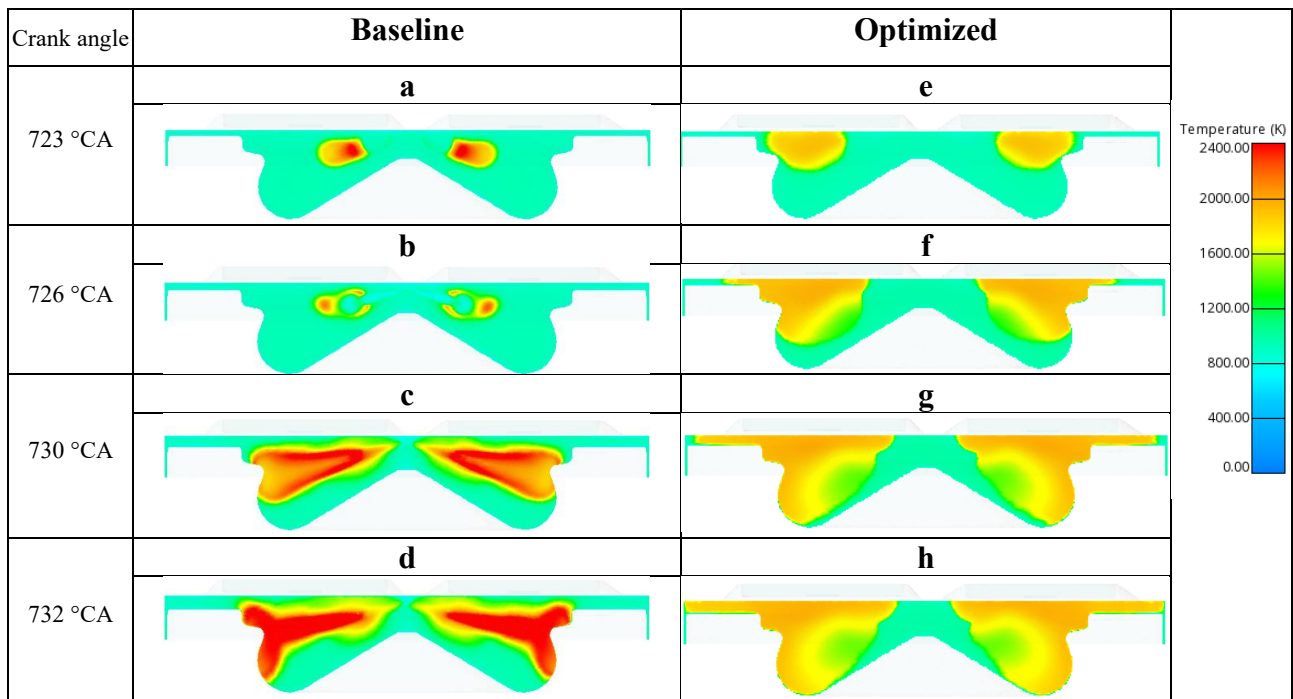 Crank angle Baseline Optimized
a e
723 °CA
b f
726 °CA
c g
730 °CA
d h
732 °CA
Temperature (K)
2400.00
2000.00
1600.00
1200.00
800.00
400.00
0.00